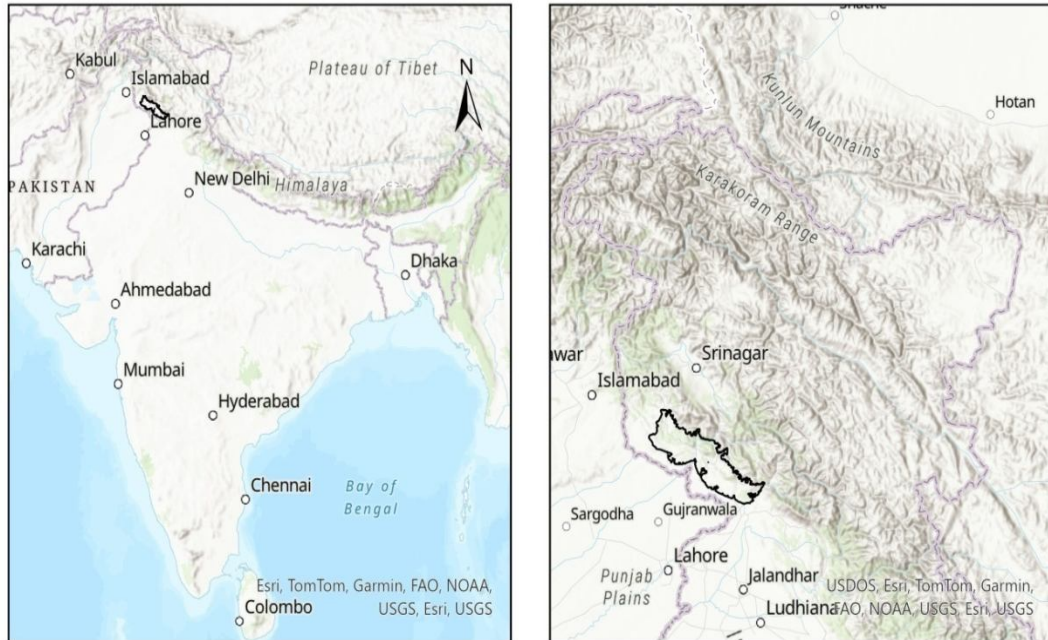 Kabul
Islamabad
Plateau of Tibet
N
Lahore
New Delhi
Himalaya
PAKISTAN
Karachi
Dhaka
Ahmedabad
Mumbai
Hyderabad
Chennai
Bay of
Bengal
Esri, TomTom, Garmin, FAO, NOAA,
USGS, Esri, USGS
Colombo
Hotan
Kunlun Mountains
Karakoram Range
Srinagar
awar
Islamabad
Sargodha
Gujranwala
Lahore
Punjab
Plains
Jalandhar
Ludhiana
USDOS, Esri, TomTom, Garmin,
FAO, NOAA, USGS, Esri, USGS